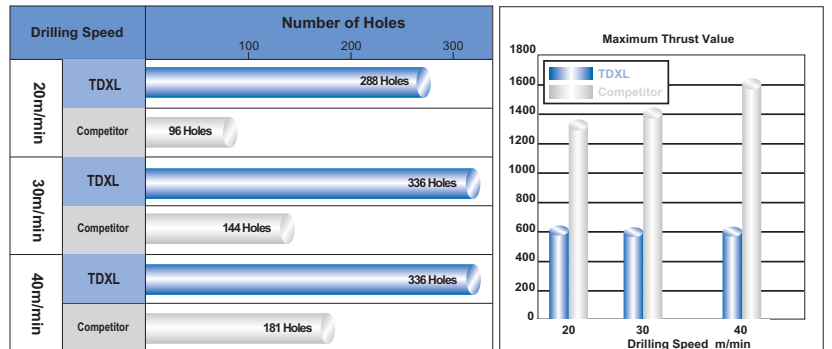 Drilling Speed
Number of Holes
100 200 300
20m/min
TDXL
288 Holes
Competitor
96 Holes
30m/min
TDXL
336 Holes
Competitor
144 Holes
40m/min
TDXL
336 Holes
Competitor
181 Holes
Maximum Thrust Value
1800
1600
1400
1200
1000
800
600
400
200
0
TDXL
Competitor
20 30 40
Drilling Speed m/min